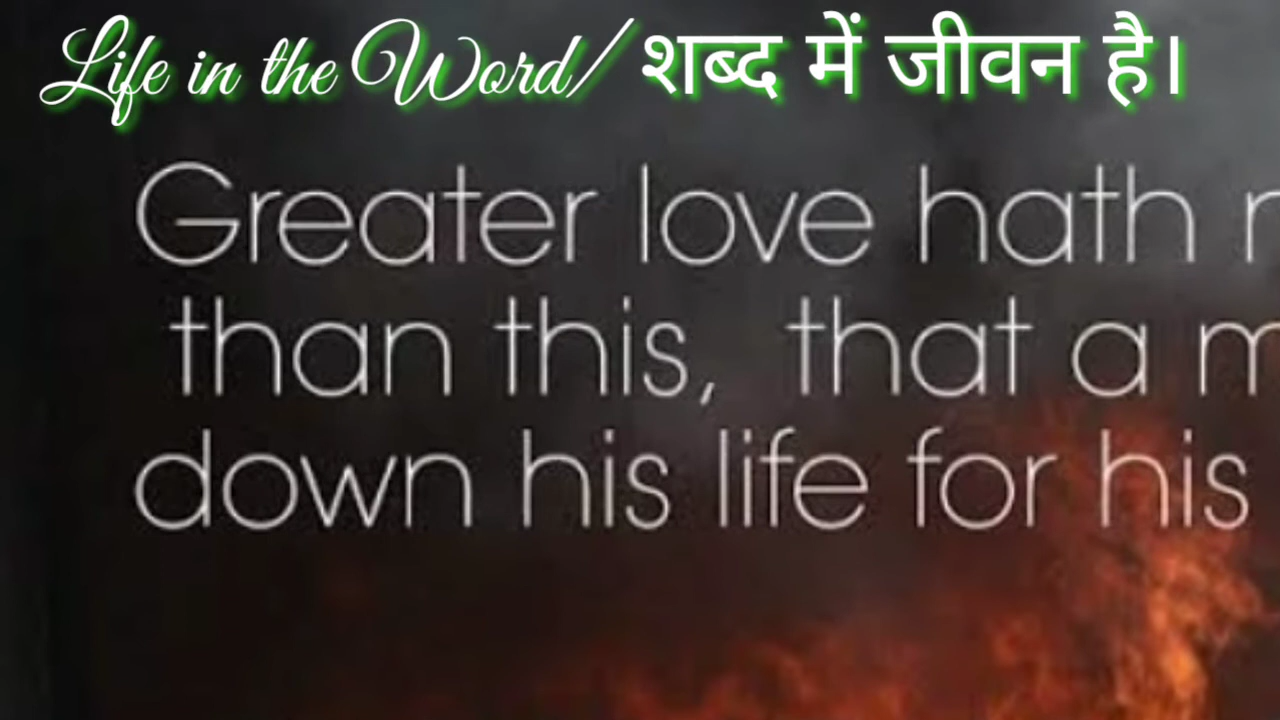 Life in the Word/ शब्द में जीवन है।
Greater love hath
than this, that a
down his life for his